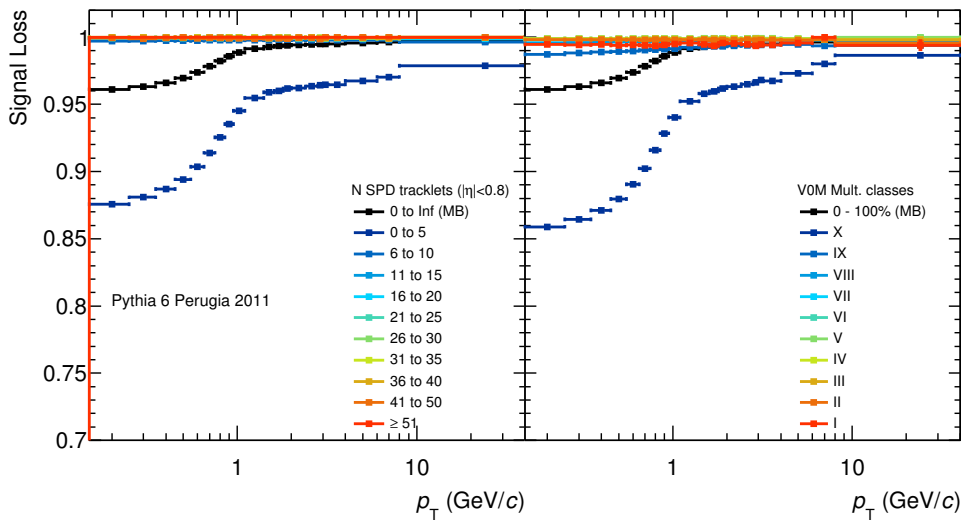 Signal Loss
1
0.95
0.9
0.85
0.8
0.75
0.7
N SPD tracklets (|η|<0.8)
0 to Inf (MB)
0 to 5
6 to 10
11 to 15
16 to 20
21 to 25
26 to 30
31 to 35
36 to 40
41 to 50
≥ 51
Pythia 6 Perugia 2011
1
10
p_T (GeV/c)
V0M Mult. classes
0 - 100% (MB)
X
IX
VIII
VII
VI
V
IV
III
II
I
1
10
p_T (GeV/c)